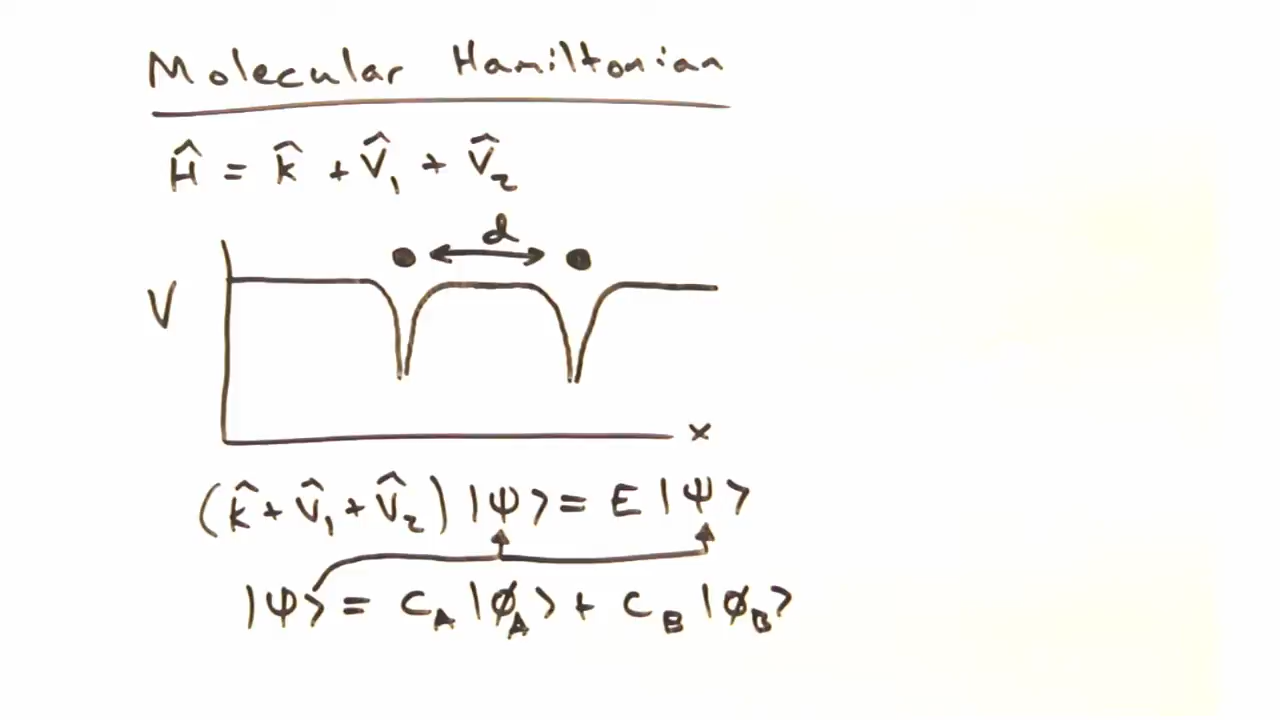 Molecular Hamiltonian
Ĥ = k̂ + V̂₁ + V̂₂
d
V
x
(k̂ + V̂₁ + V̂₂) |ψ⟩ = E |ψ⟩
|ψ⟩ = C_A |ϕ_A⟩ + C_B |ϕ_B⟩